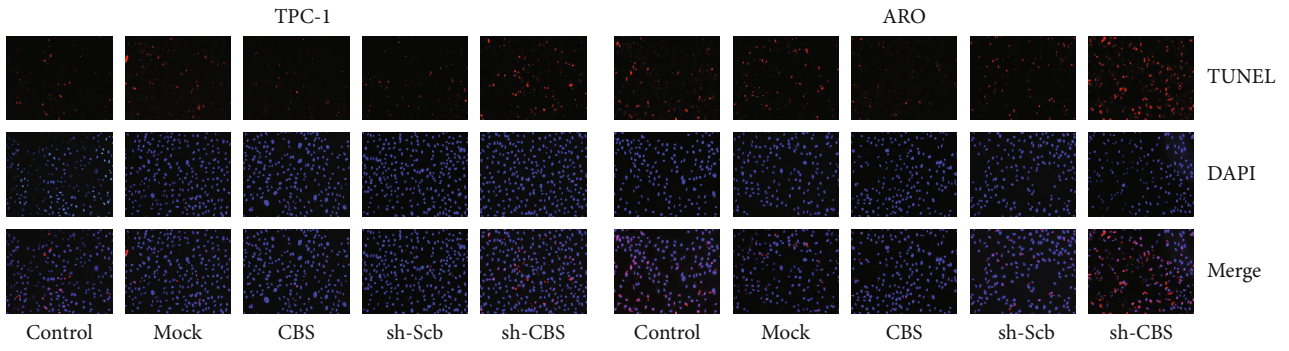 TPC-1 ARO
TUNEL
DAPI
Merge
Control Mock CBS sh-Scb sh-CBS Control Mock CBS sh-Scb sh-CBS